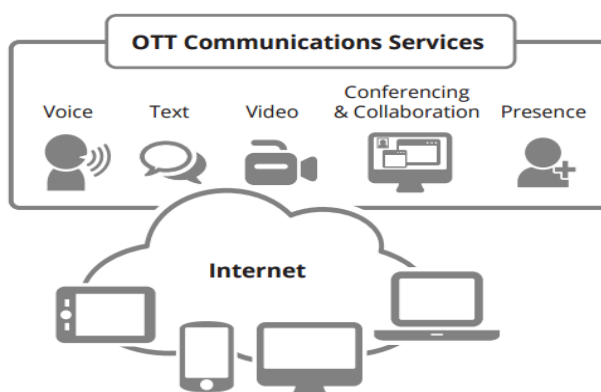 OTT Communications Services
Voice
Text
Video
Conferencing
& Collaboration
Presence
Internet